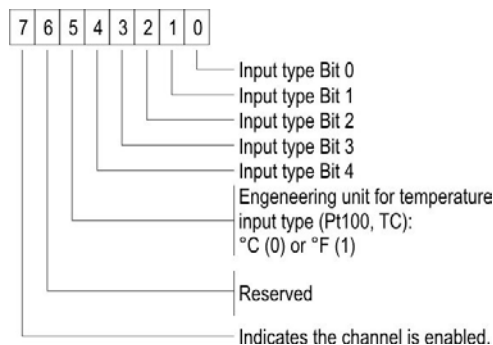 7 6 5 4 3 2 1 0
Input type Bit 0
Input type Bit 1
Input type Bit 2
Input type Bit 3
Input type Bit 4
Engeneering unit for temperature
input type (Pt100, TC):
°C (0) or °F (1)
Reserved
Indicates the channel is enabled.